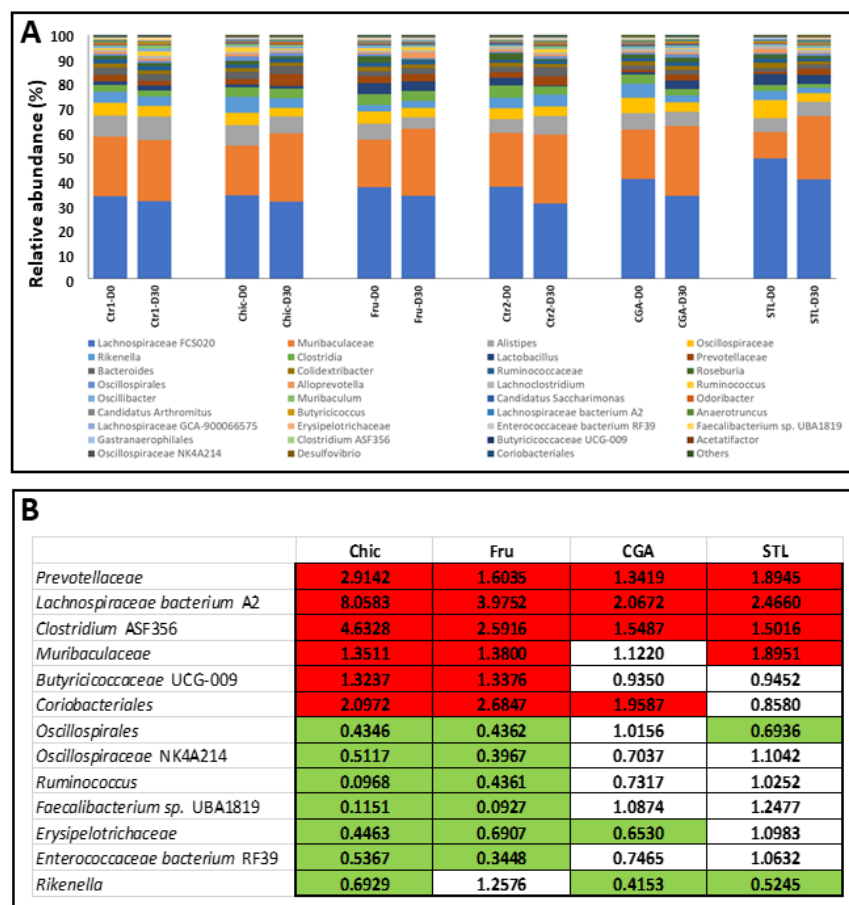 A
Relative abundance (%)
100
90
80
70
60
50
40
30
20
10
0
Ctr1-D0 Ctr1-D30 Chic-D0 Chic-D30 Fru-D0 Fru-D30 Ctr2-D0 Ctr2-D30 CGA-D0 CGA-D30 STL-D0 STL-D30
Lachnospiraceae FCS020 Muribaculaceae Alistipes Oscillospiraceae
Rikenella Clostridia Lactobacillus Prevotellaceae
Bacteroides Colidextribacter Ruminococcaceae Roseburia
Oscillospirales Alloprevotella Lachnoclostridium Ruminococcus
Oscillibacter Muribaculum Candidatus Saccharimonas Odoribacter
Candidatus Arthromitus Butyricicoccus Lachnospiraceae bacterium A2 Anaerotruncus
Lachnospiraceae GCA-900066575 Erysipelotrichaceae Enterococcaceae bacterium RF39 Faecalibacterium sp. UBA1819
Gastranaerophilales Clostridium ASF356 Butyricicoccaceae UCG-009 Acetatifactor
Oscillospiraceae NK4A214 Desulfovibrio Coriobacteriales Others
B
Chic Fru CGA STL
Prevotellaceae 2.9142 1.6035 1.3419 1.8945
Lachnospiraceae bacterium A2 8.0583 3.9752 2.0672 2.4660
Clostridium ASF356 4.6328 2.5916 1.5487 1.5016
Muribaculaceae 1.3511 1.3800 1.1220 1.8951
Butyricicoccaceae UCG-009 1.3237 1.3376 0.9350 0.9452
Coriobacteriales 2.0972 2.6847 1.9587 0.8580
Oscillospirales 0.4346 0.4362 1.0156 0.6936
Oscillospiraceae NK4A214 0.5117 0.3967 0.7037 1.1042
Ruminococcus 0.0968 0.4361 0.7317 1.0252
Faecalibacterium sp. UBA1819 0.1151 0.0927 1.0874 1.2477
Erysipelotrichaceae 0.4463 0.6907 0.6530 1.0983
Enterococcaceae bacterium RF39 0.5367 0.3448 0.7465 1.0632
Rikenella 0.6929 1.2576 0.4153 0.5245